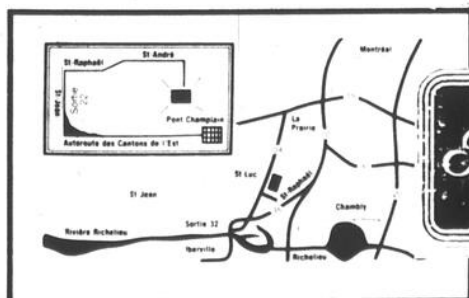 Montréal
St-André
St-Raphaël
St-Jean
Sortie
22
Pont Champlain
Autoroute des Cantons de l'Est
La
Prairie
St Luc
St-Raphaël
St Jean
Chambly
Sortie 32
Rivière Richelieu
Iberville
Richelieu